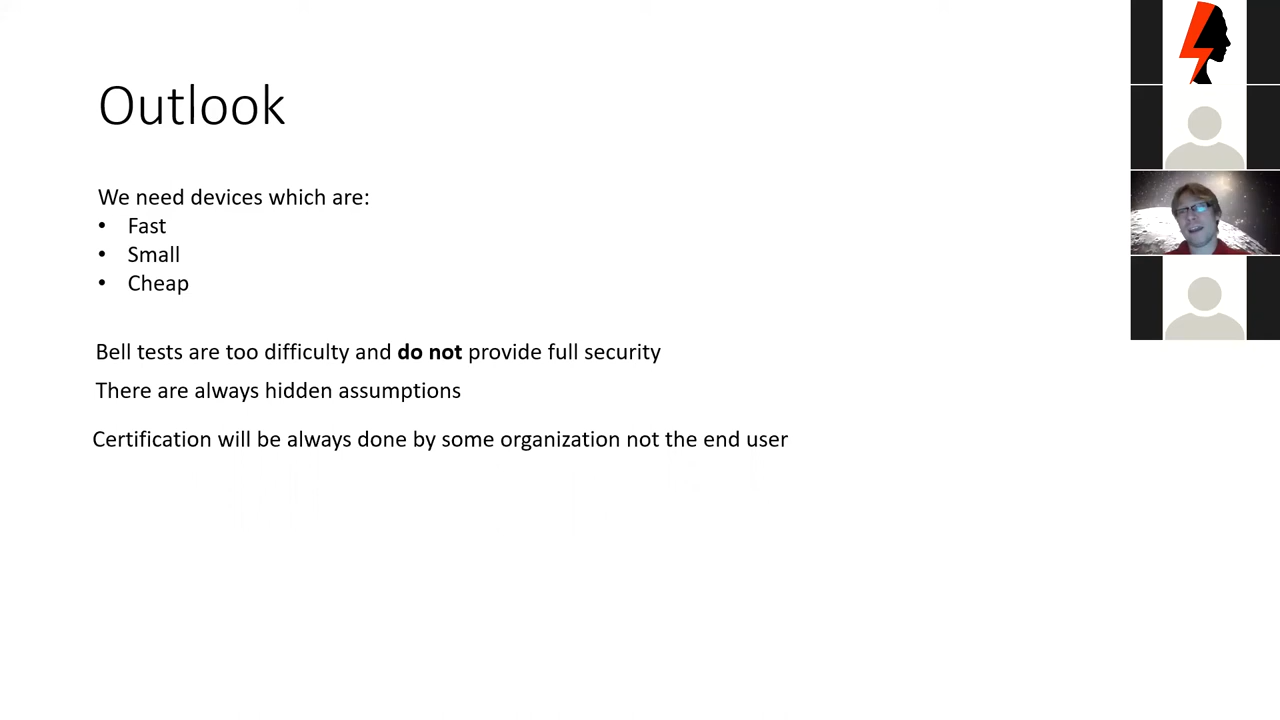 Outlook
We need devices which are:
• Fast
• Small
• Cheap
Bell tests are too difficulty and do not provide full security
There are always hidden assumptions
Certification will be always done by some organization not the end user